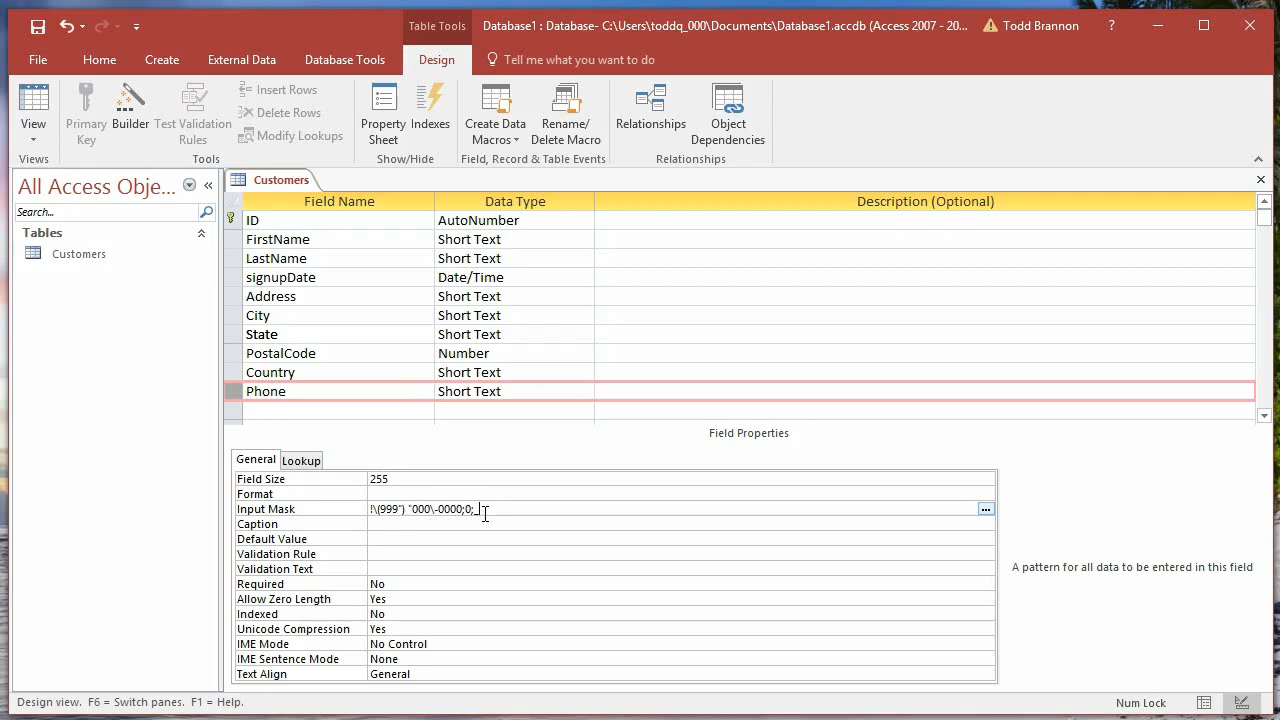 Table Tools
Database1 : Database- C:\Users\toddq_000\Documents\Database1.accdb (Access 2007 - 20...
Todd Brannon
?
File
Home
Create
External Data
Database Tools
Design
Tell me what you want to do
View
Primary Key
Builder
Test Validation Rules
Insert Rows
Delete Rows
Modify Lookups
Property Sheet
Indexes
Create Data Macros
Rename/ Delete Macro
Relationships
Object Dependencies
Views
Tools
Show/Hide
Field, Record & Table Events
Relationships
All Access Obje...
Search...
Tables
Customers
Customers
Field Name Data Type Description (Optional)
ID AutoNumber
FirstName Short Text
LastName Short Text
signupDate Date/Time
Address Short Text
City Short Text
State Short Text
PostalCode Number
Country Short Text
Phone Short Text
Field Properties
General Lookup
Field Size 255
Format
Input Mask !\(999") "000\-0000;0;_
Caption
Default Value
Validation Rule
Validation Text
Required No
Allow Zero Length Yes
Indexed No
Unicode Compression Yes
IME Mode No Control
IME Sentence Mode None
Text Align General
A pattern for all data to be entered in this field
Design view. F6 = Switch panes. F1 = Help.
Num Lock